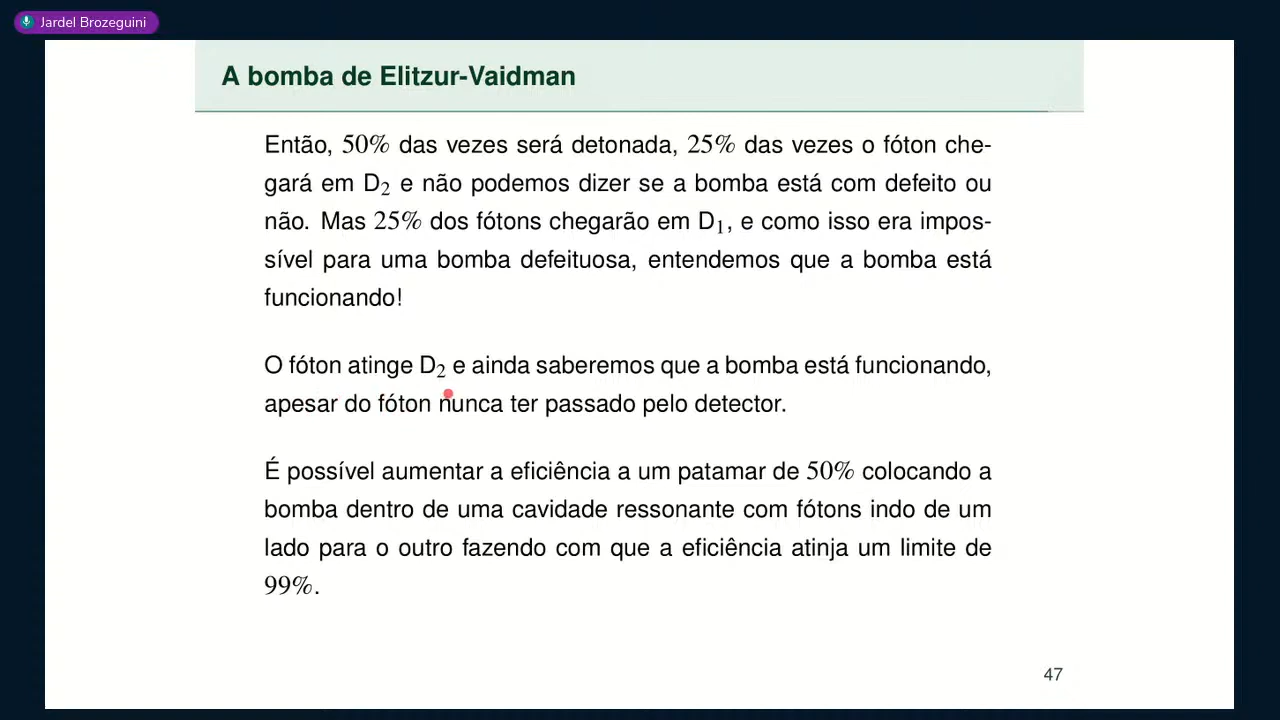 Jardel Brozeguini
A bomba de Elitzur-Vaidman
Então, 50% das vezes será detonada, 25% das vezes o fóton che-
gará em D₂ e não podemos dizer se a bomba está com defeito ou
não. Mas 25% dos fótons chegarão em D₁, e como isso era impos-
sível para uma bomba defeituosa, entendemos que a bomba está
funcionando!
O fóton atinge D₂ e ainda saberemos que a bomba está funcionando,
apesar do fóton nunca ter passado pelo detector.
É possível aumentar a eficiência a um patamar de 50% colocando a
bomba dentro de uma cavidade ressonante com fótons indo de um
lado para o outro fazendo com que a eficiência atinja um limite de
99%.
47